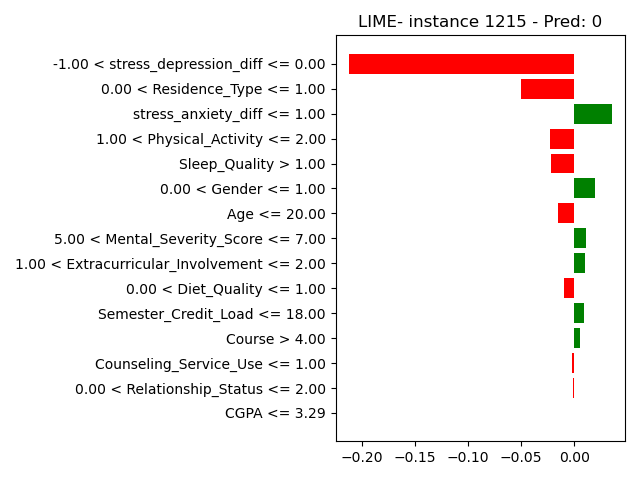 LIME- instance 1215 - Pred: 0
-1.00 < stress_depression_diff <= 0.00
0.00 < Residence_Type <= 1.00
stress_anxiety_diff <= 1.00
1.00 < Physical_Activity <= 2.00
Sleep_Quality > 1.00
0.00 < Gender <= 1.00
Age <= 20.00
5.00 < Mental_Severity_Score <= 7.00
1.00 < Extracurricular_Involvement <= 2.00
0.00 < Diet_Quality <= 1.00
Semester_Credit_Load <= 18.00
Course > 4.00
Counseling_Service_Use <= 1.00
0.00 < Relationship_Status <= 2.00
CGPA <= 3.29
−0.20 −0.15 −0.10 −0.05 0.00